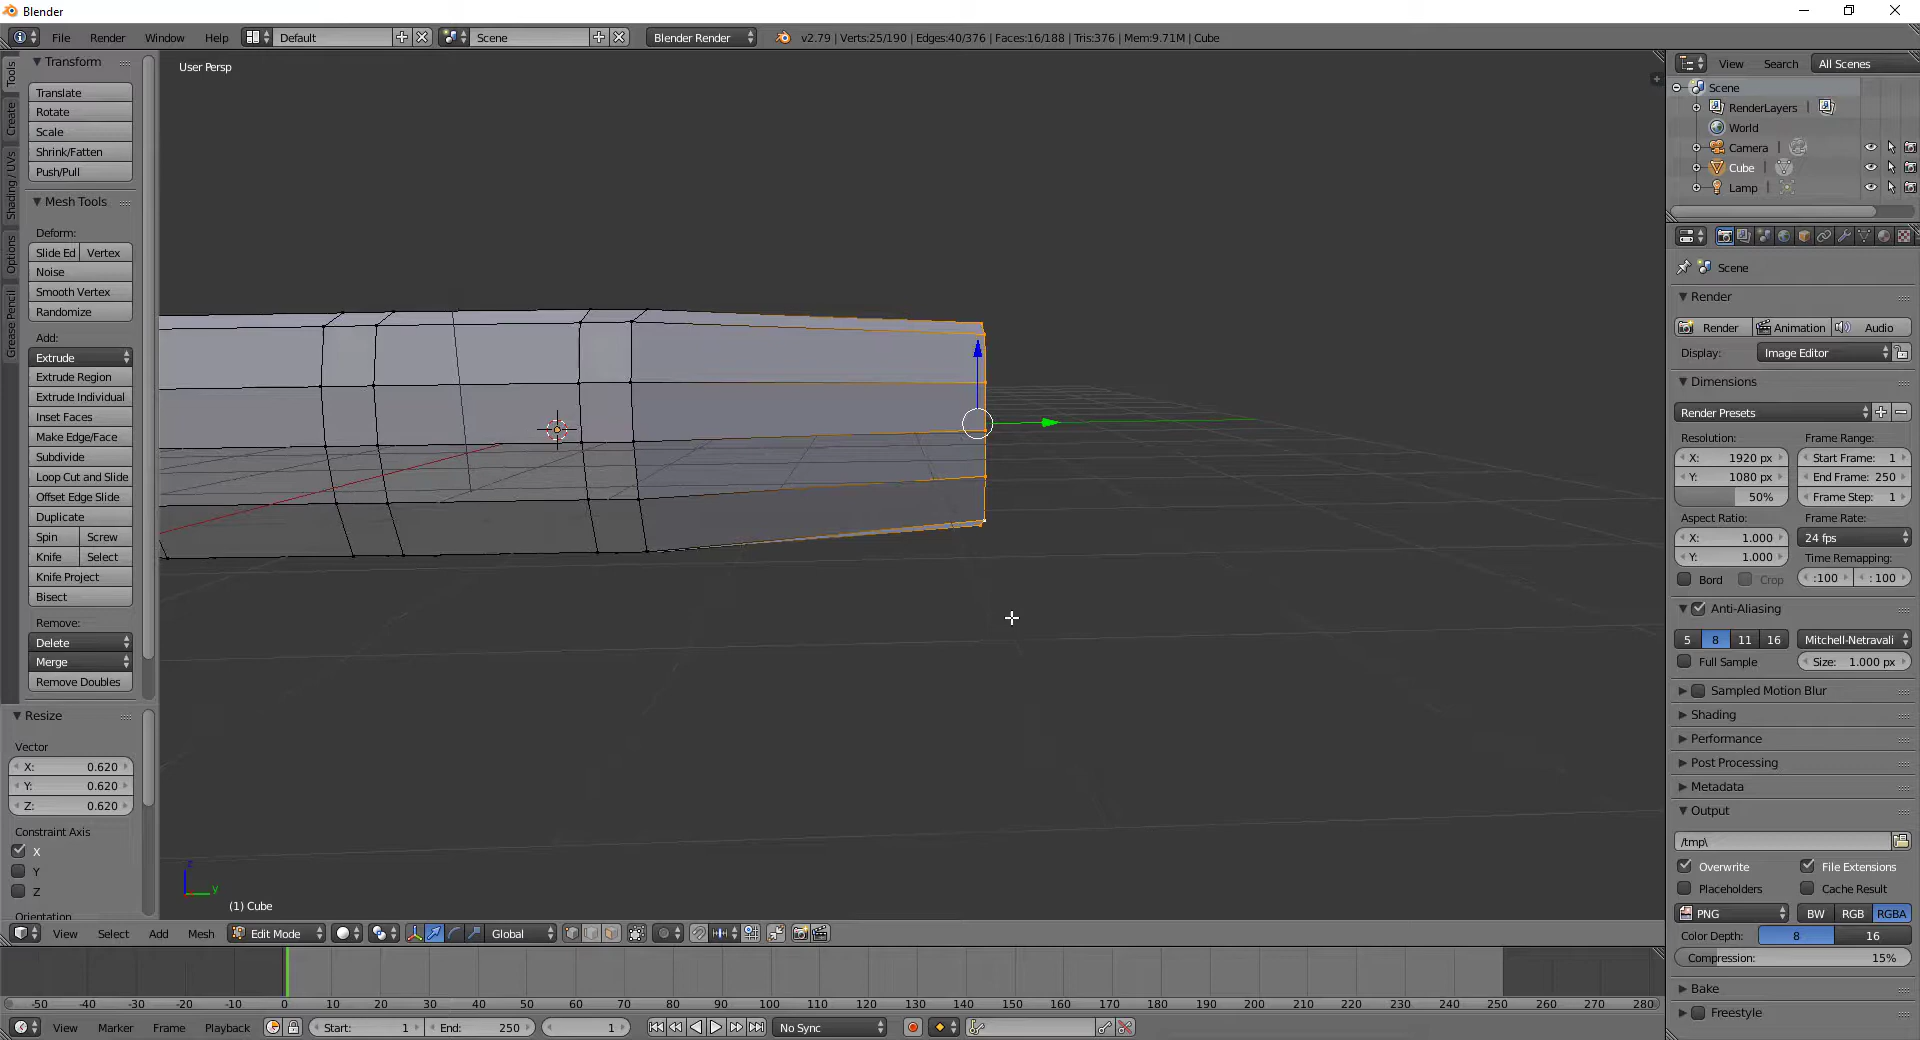 Blender
File Render Window Help Default Scene Blender Render v2.79 | Verts:25/190 | Edges:40/376 | Faces:16/188 | Tris:376 | Mem:9.71M | Cube
Tools
Create
Shading / UVs
Options
Grease Pencil
Transform
Translate
Rotate
Scale
Shrink/Fatten
Push/Pull
Mesh Tools
Deform:
Slide Ed Vertex
Noise
Smooth Vertex
Randomize
Add:
Extrude
Extrude Region
Extrude Individual
Inset Faces
Make Edge/Face
Subdivide
Loop Cut and Slide
Offset Edge Slide
Duplicate
Spin Screw
Knife Select
Knife Project
Bisect
Remove:
Delete
Merge
Remove Doubles
Resize
Vector
X: 0.620
Y: 0.620
Z: 0.620
Constraint Axis
X
Y
Z
Orientation
User Persp
z
y
(1) Cube
View Select Add Mesh Edit Mode Global
-50 -40 -30 -20 -10 0 10 20 30 40 50 60 70 80 90 100 110 120 130 140 150 160 170 180 190 200 210 220 230 240 250 260 270 280
View Marker Frame Playback Start: 1 End: 250 1 No Sync
View Search All Scenes
Scene
RenderLayers
World
Camera
Cube
Lamp
Scene
Render
Render Animation Audio
Display: Image Editor
Dimensions
Render Presets
Resolution: Frame Range:
X: 1920 px Start Frame: 1
Y: 1080 px End Frame: 250
50% Frame Step: 1
Aspect Ratio: Frame Rate:
X: 1.000 24 fps
Y: 1.000 Time Remapping:
Bord Crop :100 : 100
Anti-Aliasing
5 8 11 16 Mitchell-Netravali
Full Sample Size: 1.000 px
Sampled Motion Blur
Shading
Performance
Post Processing
Metadata
Output
/tmp\
Overwrite File Extensions
Placeholders Cache Result
PNG BW RGB RGBA
Color Depth: 8 16
Compression: 15%
Bake
Freestyle